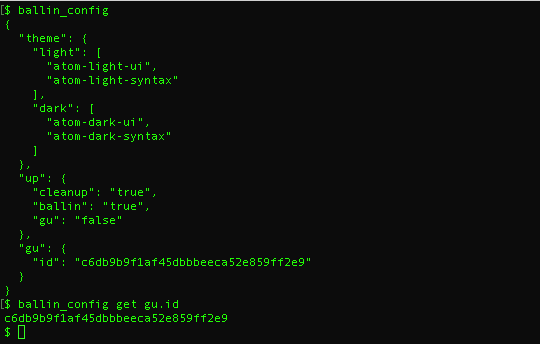 [$ ballin_config
{
  "theme": {
    "light": [
      "atom-light-ui",
      "atom-light-syntax"
    ],
    "dark": [
      "atom-dark-ui",
      "atom-dark-syntax"
    ]
  },
  "up": {
    "cleanup": "true",
    "ballin": "true",
    "gu": "false"
  },
  "gu": {
    "id": "c6db9b9f1af45dbbbeeca52e859ff2e9"
  }
}
[$ ballin_config get gu.id
c6db9b9f1af45dbbbeeca52e859ff2e9
$